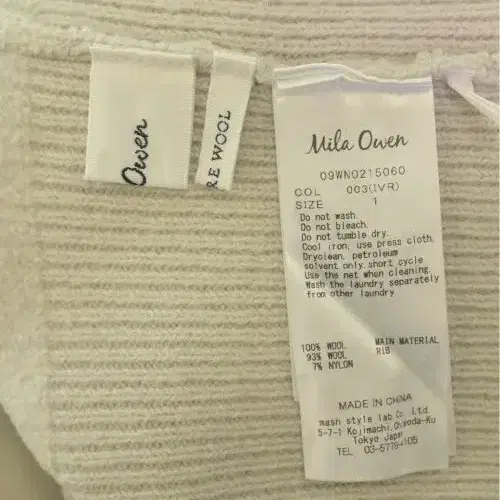 Owen
RE WOOL
Mila Owen
09WN0215060
COL 003(IVR)
SIZE 1
Do not wash.
Do not bleach.
Do not tumble dry.
Cool iron, use press cloth.
Dryclean, petroleum
solvent only, short cycle
Use the net when cleaning.
Wash the laundry separately
from other laundry
100% WOOL MAIN MATERIAL
93% WOOL RIB
7% NYLON
MADE IN CHINA
mash style lab Co. Ltd.
5-7-1 Kojimachi, Chiyoda-Ku
Tokyo Japan
TEL